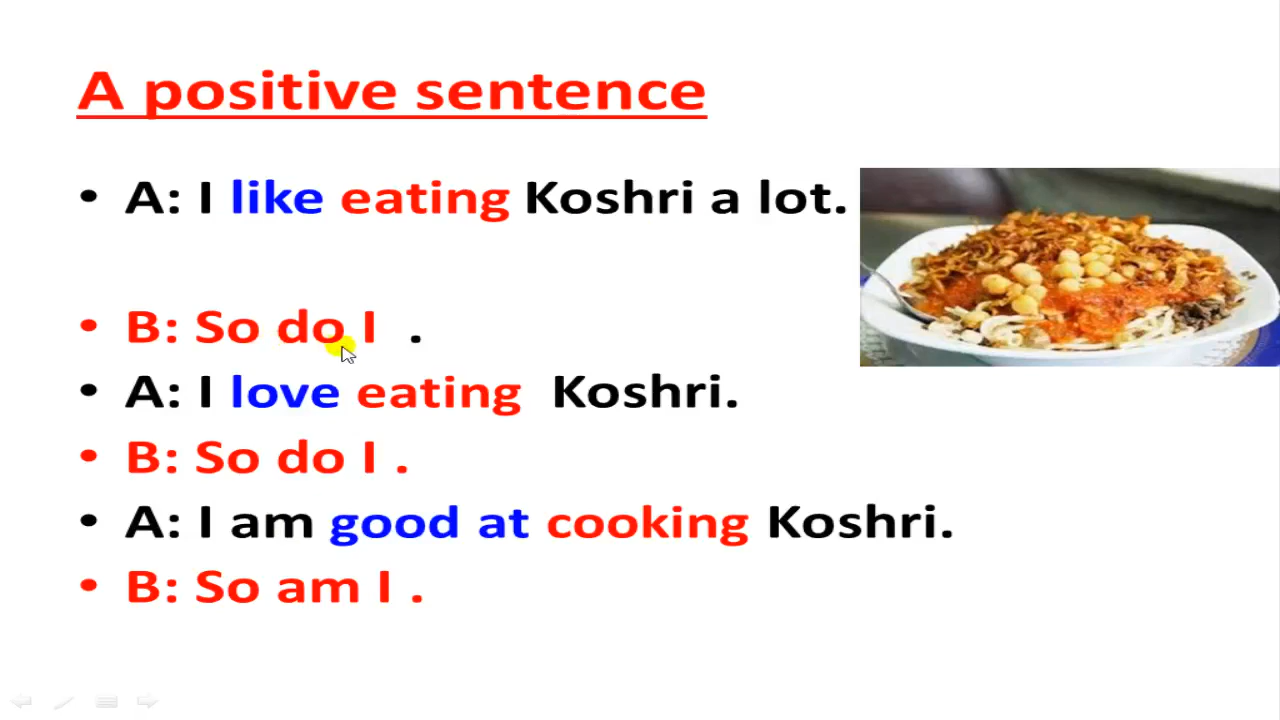 A positive sentence
• A: I like eating Koshri a lot.
• B: So do I .
• A: I love eating Koshri.
• B: So do I .
• A: I am good at cooking Koshri.
• B: So am I .